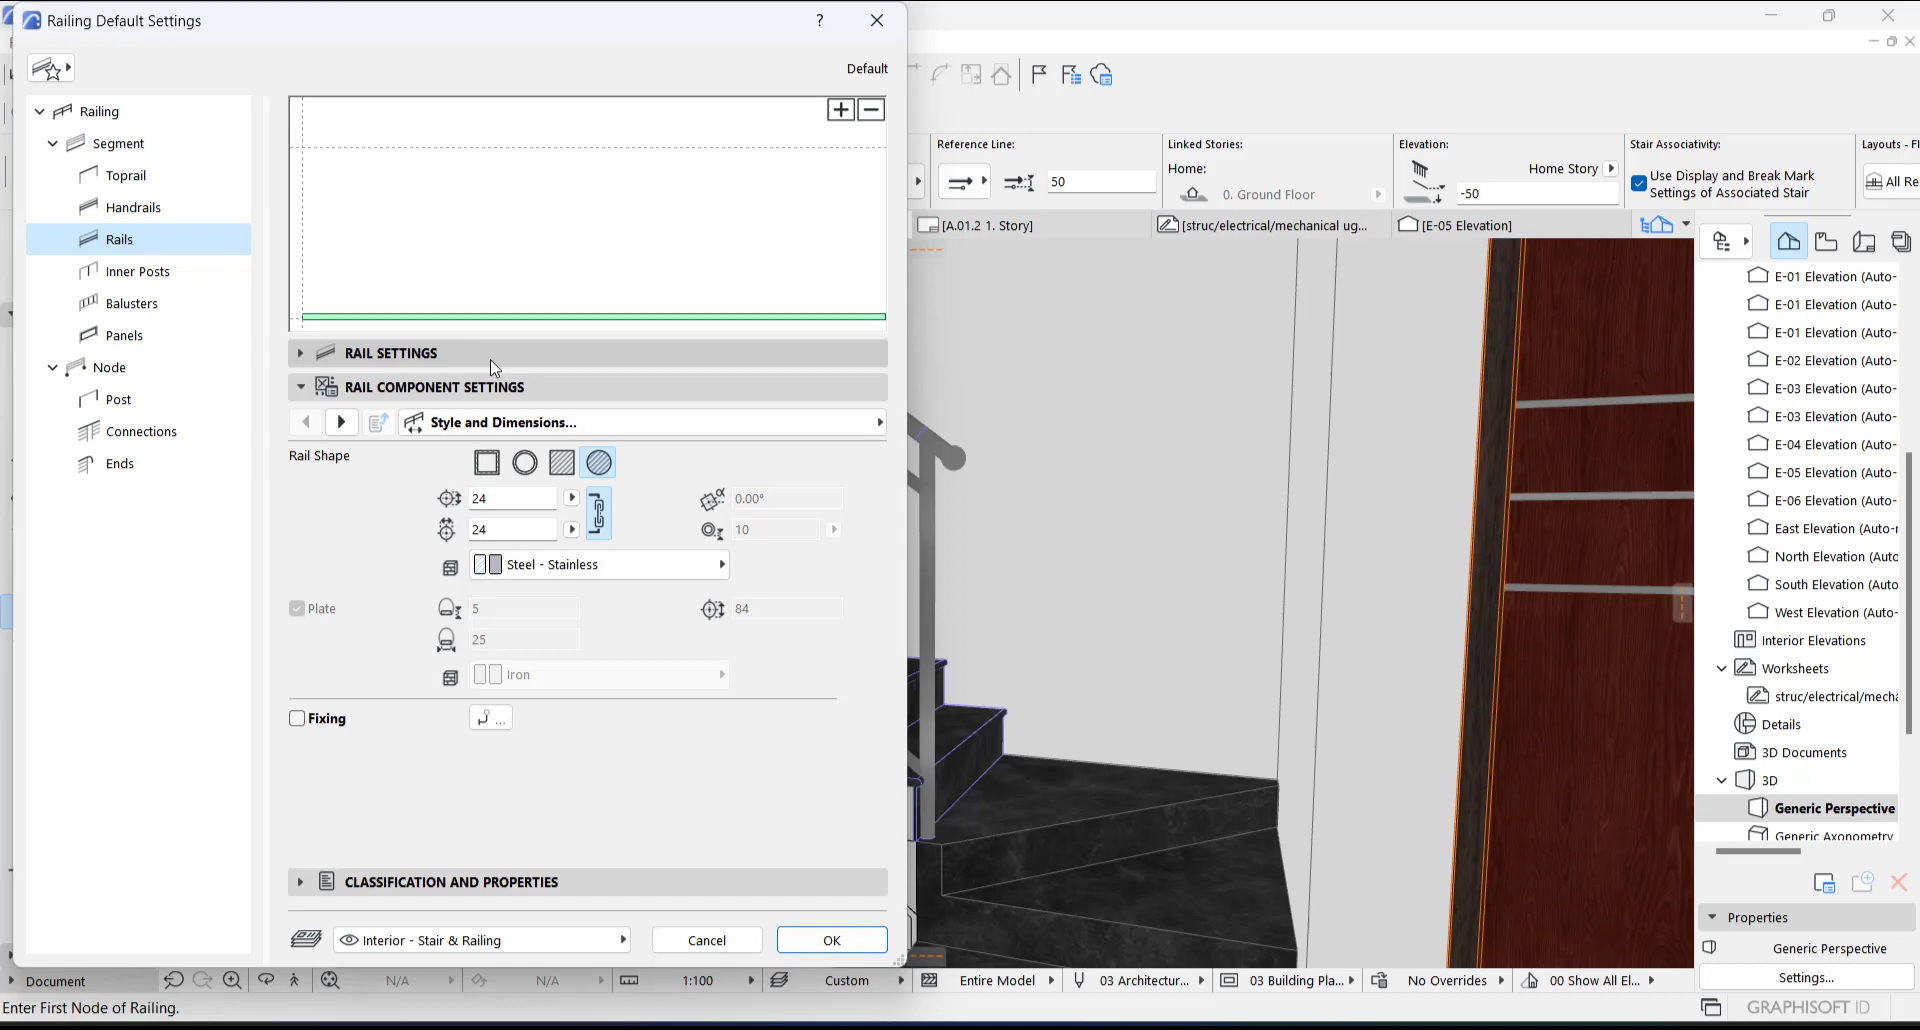 Railing Default Settings
?
Default
Railing
Segment
Toprail
Handrails
Rails
Inner Posts
Balusters
Panels
Node
Post
Connections
Ends
RAIL SETTINGS
RAIL COMPONENT SETTINGS
Style and Dimensions...
Rail Shape
24
0.00°
24
10
Steel - Stainless
Plate
5
84
25
Iron
Fixing
...
CLASSIFICATION AND PROPERTIES
Interior - Stair & Railing
Cancel
OK
Reference Line:
50
Linked Stories:
Home:
0. Ground Floor
Elevation:
Home Story
-50
Stair Associativity:
Use Display and Break Mark
Settings of Associated Stair
Layouts - Fl
All Re
[A.01.2 1. Story]
[struc/electrical/mechanical ug...
[E-05 Elevation]
E-01 Elevation (Auto-
E-01 Elevation (Auto-
E-01 Elevation (Auto-
E-02 Elevation (Auto-
E-03 Elevation (Auto-
E-03 Elevation (Auto-
E-04 Elevation (Auto-
E-05 Elevation (Auto-
E-06 Elevation (Auto-
East Elevation (Auto-r
North Elevation (Auto
South Elevation (Auto
West Elevation (Auto-
Interior Elevations
Worksheets
struc/electrical/mecha
Details
3D Documents
3D
Generic Perspective
Generic Axonometry
Properties
Generic Perspective
Settings...
Document
N/A
N/A
1:100
Custom
Entire Model
03 Architectur...
03 Building Pla...
No Overrides
00 Show All El...
Enter First Node of Railing.
GRAPHISOFT ID